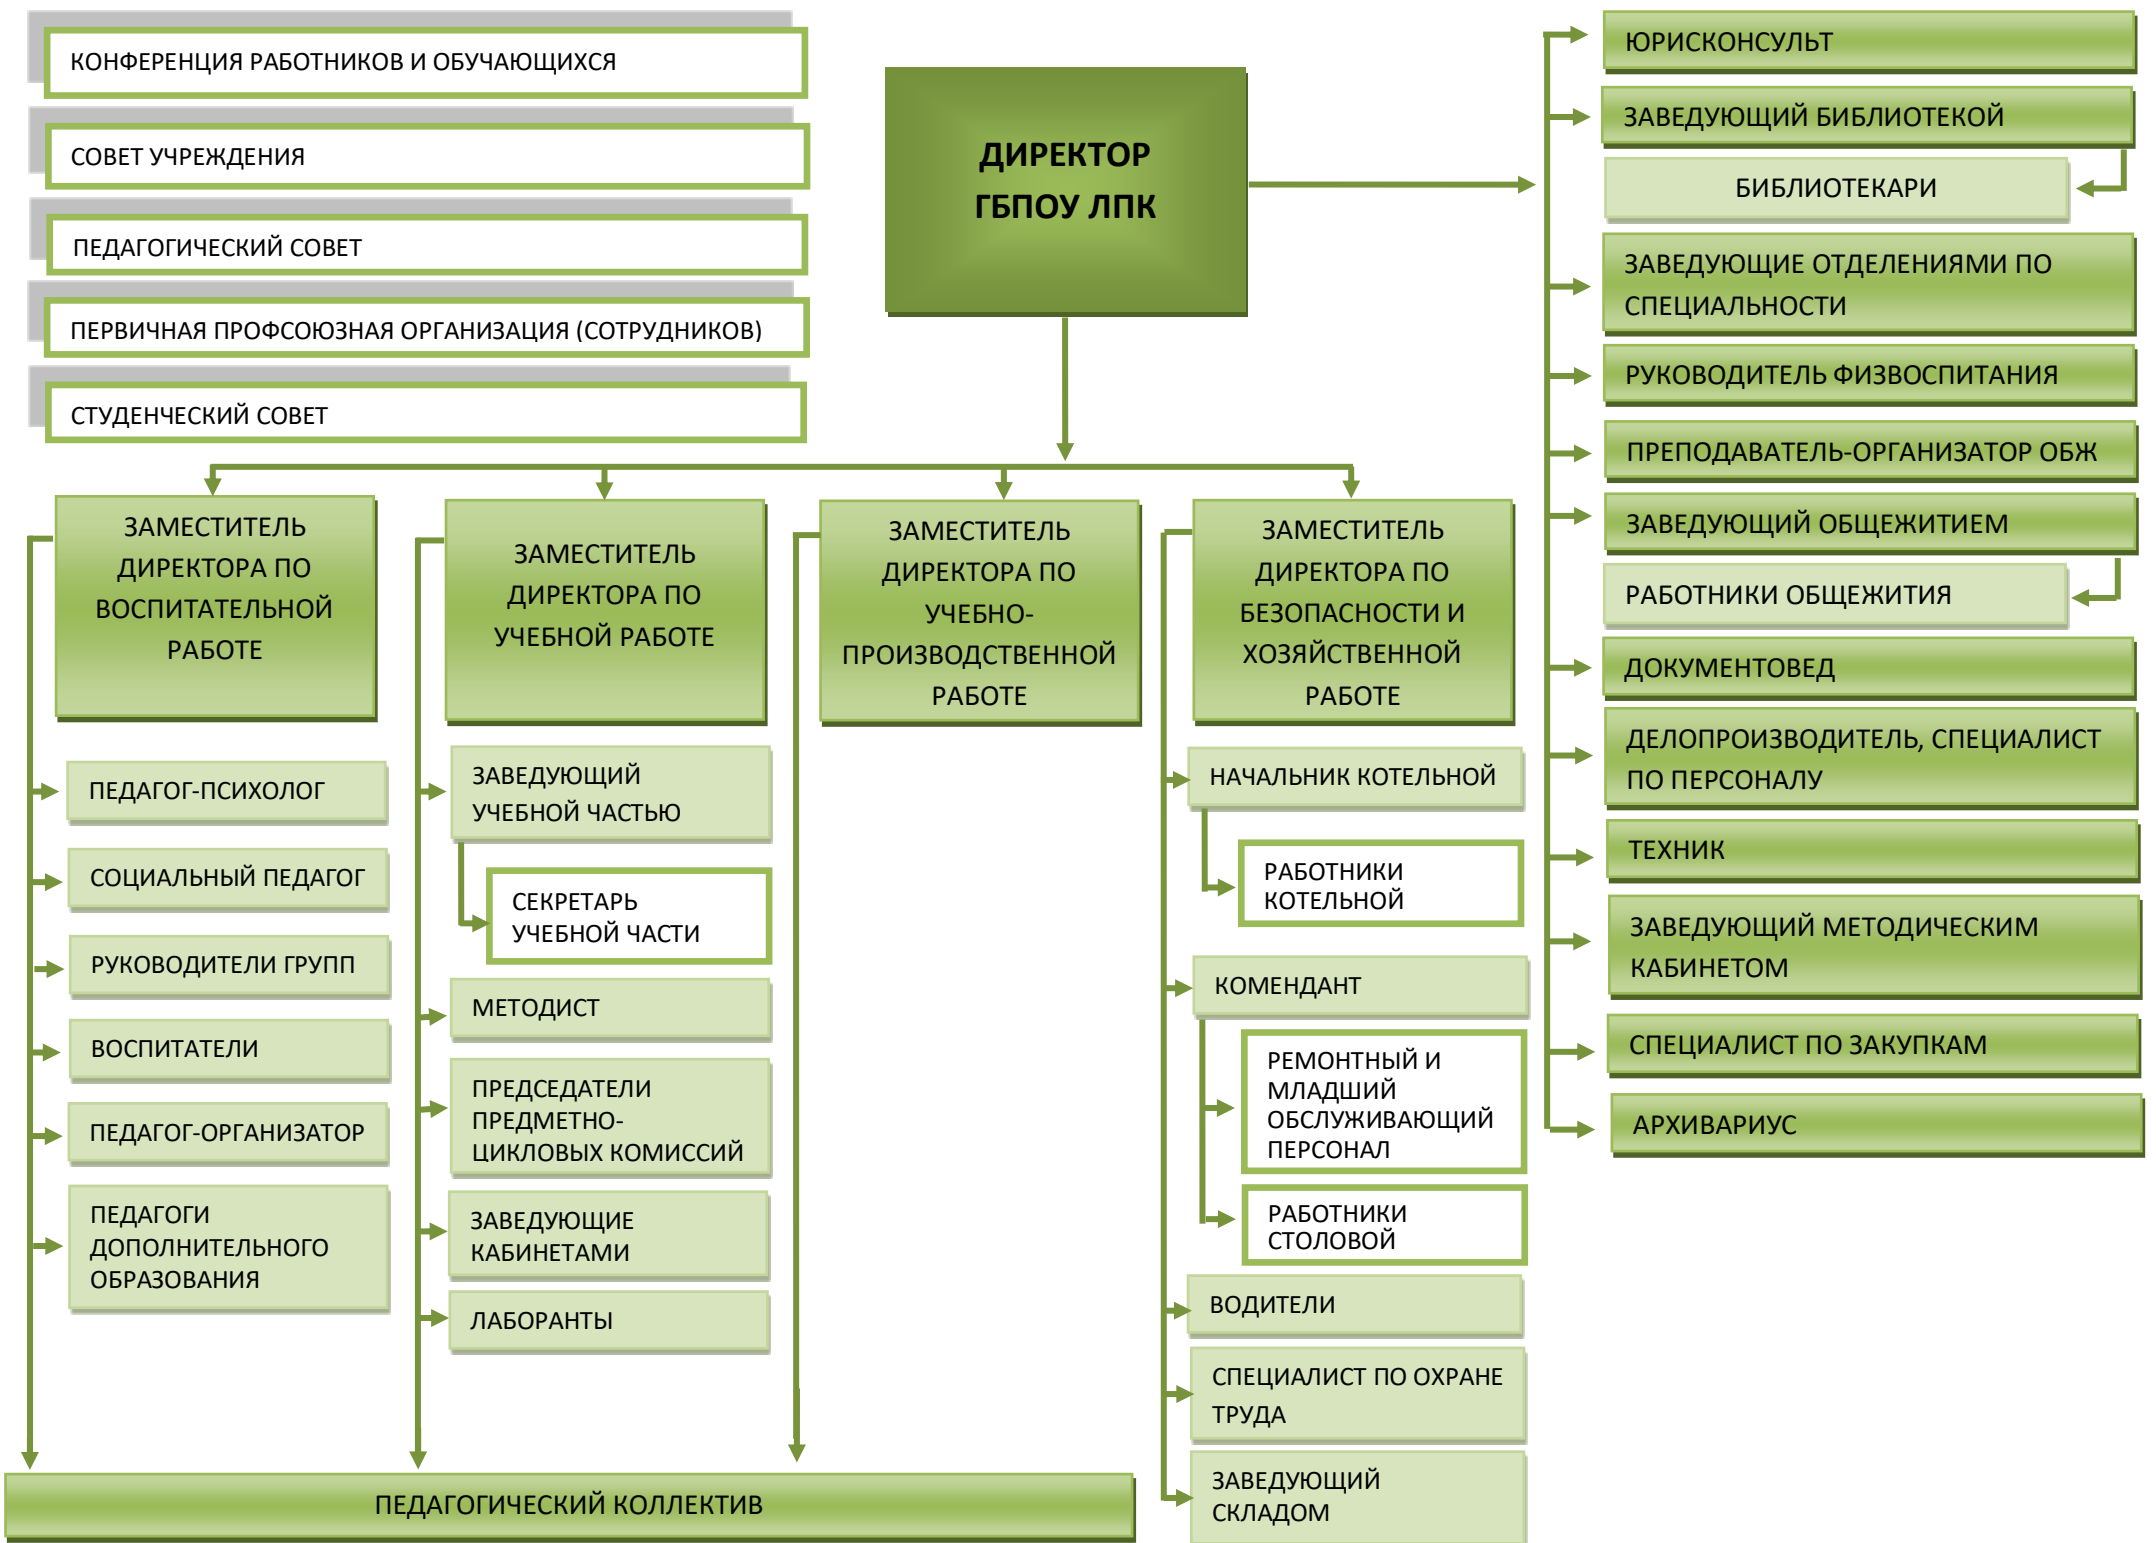 КОНФЕРЕНЦИЯ РАБОТНИКОВ И ОБУЧАЮЩИХСЯ
СОВЕТ УЧРЕЖДЕНИЯ
ПЕДАГОГИЧЕСКИЙ СОВЕТ
ПЕРВИЧНАЯ ПРОФСОЮЗНАЯ ОРГАНИЗАЦИЯ (СОТРУДНИКОВ)
СТУДЕНЧЕСКИЙ СОВЕТ
ДИРЕКТОР
ГБПОУ ЛПК
ЗАМЕСТИТЕЛЬ
ДИРЕКТОРА ПО
ВОСПИТАТЕЛЬНОЙ
РАБОТЕ
ПЕДАГОГ-ПСИХОЛОГ
СОЦИАЛЬНЫЙ ПЕДАГОГ
РУКОВОДИТЕЛИ ГРУПП
ВОСПИТАТЕЛИ
ПЕДАГОГ-ОРГАНИЗАТОР
ПЕДАГОГИ
ДОПОЛНИТЕЛЬНОГО
ОБРАЗОВАНИЯ
ЗАМЕСТИТЕЛЬ
ДИРЕКТОРА ПО
УЧЕБНОЙ РАБОТЕ
ЗАВЕДУЮЩИЙ
УЧЕБНОЙ ЧАСТЬЮ
СЕКРЕТАРЬ
УЧЕБНОЙ ЧАСТИ
МЕТОДИСТ
ПРЕДСЕДАТЕЛИ
ПРЕДМЕТНО-
ЦИКЛОВЫХ КОМИССИЙ
ЗАВЕДУЮЩИЕ
КАБИНЕТАМИ
ЛАБОРАНТЫ
ЗАМЕСТИТЕЛЬ
ДИРЕКТОРА ПО
УЧЕБНО-
ПРОИЗВОДСТВЕННОЙ
РАБОТЕ
ЗАМЕСТИТЕЛЬ
ДИРЕКТОРА ПО
БЕЗОПАСНОСТИ И
ХОЗЯЙСТВЕННОЙ
РАБОТЕ
НАЧАЛЬНИК КОТЕЛЬНОЙ
РАБОТНИКИ
КОТЕЛЬНОЙ
КОМЕНДАНТ
РЕМОНТНЫЙ И
МЛАДШИЙ
ОБСЛУЖИВАЮЩИЙ
ПЕРСОНАЛ
РАБОТНИКИ
СТОЛОВОЙ
ВОДИТЕЛИ
СПЕЦИАЛИСТ ПО ОХРАНЕ
ТРУДА
ЗАВЕДУЮЩИЙ
СКЛАДОМ
ПЕДАГОГИЧЕСКИЙ КОЛЛЕКТИВ
ЮРИСКОНСУЛЬТ
ЗАВЕДУЮЩИЙ БИБЛИОТЕКОЙ
БИБЛИОТЕКАРИ
ЗАВЕДУЮЩИЕ ОТДЕЛЕНИЯМИ ПО
СПЕЦИАЛЬНОСТИ
РУКОВОДИТЕЛЬ ФИЗВОСПИТАНИЯ
ПРЕПОДАВАТЕЛЬ-ОРГАНИЗАТОР ОБЖ
ЗАВЕДУЮЩИЙ ОБЩЕЖИТИЕМ
РАБОТНИКИ ОБЩЕЖИТИЯ
ДОКУМЕНТОВЕД
ДЕЛОПРОИЗВОДИТЕЛЬ, СПЕЦИАЛИСТ
ПО ПЕРСОНАЛУ
ТЕХНИК
ЗАВЕДУЮЩИЙ МЕТОДИЧЕСКИМ
КАБИНЕТОМ
СПЕЦИАЛИСТ ПО ЗАКУПКАМ
АРХИВАРИУС